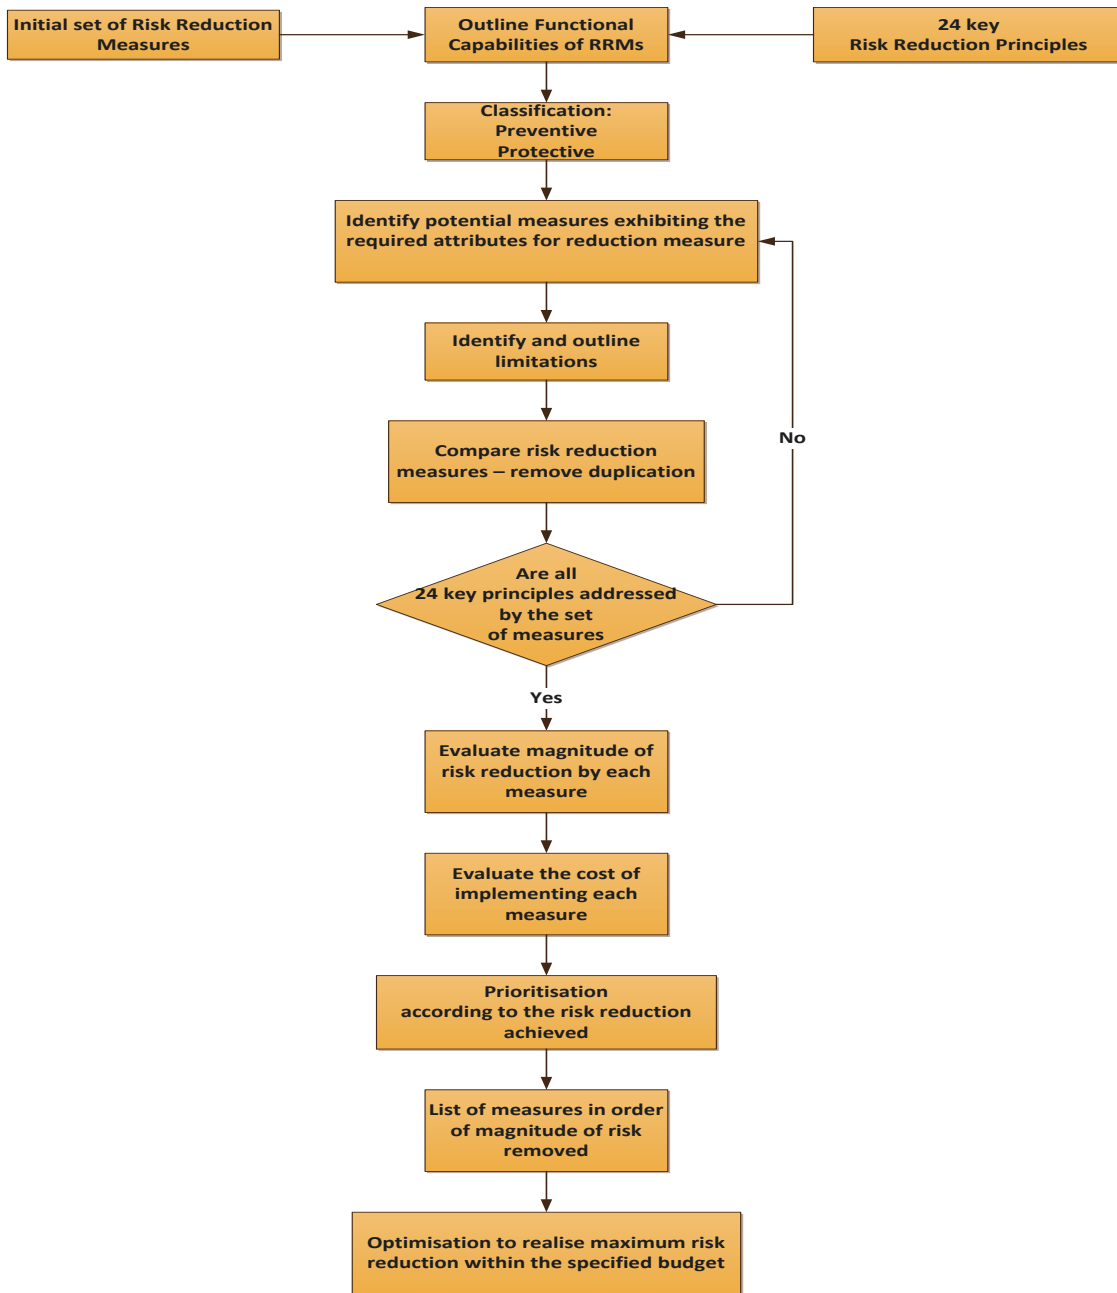 Initial set of Risk Reduction
Measures
Outline Functional
Capabilities of RRMs
24 key
Risk Reduction Principles
Classification:
Preventive
Protective
Identify potential measures exhibiting the
required attributes for reduction measure
Identify and outline
limitations
Compare risk reduction
measures – remove duplication
No
Are all
24 key principles addressed
by the set
of measures
Yes
Evaluate magnitude of
risk reduction by each
measure
Evaluate the cost of
implementing each
measure
Prioritisation
according to the risk reduction
achieved
List of measures in order
of magnitude of risk
removed
Optimisation to realise maximum risk
reduction within the specified budget